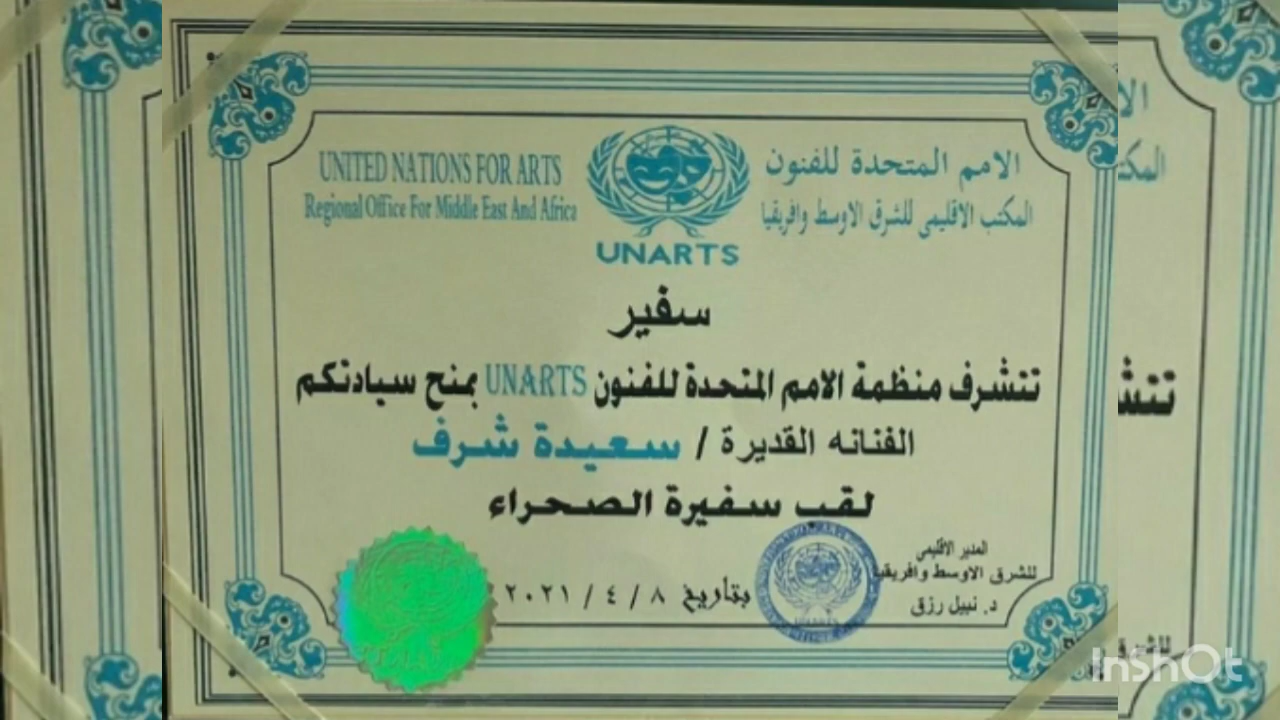 UNITED NATIONS FOR ARTS
Regional Office For Middle East And Africa
الامم المتحدة للفنون
المكتب الاقليمي للشرق الاوسط وافريقيا
UNARTS
سفير
تتشرف منظمة الامم المتحدة للفنون UNARTS بمنح سيادتكم
الفنانه القديرة / سعيدة شرف
لقب سفيرة الصحراء
بتاريخ ٨ / ٤ / ٢٠٢١
المدير الاقليمي
للشرق الاوسط وافريقيا
د. نبيل رزق
InShOt